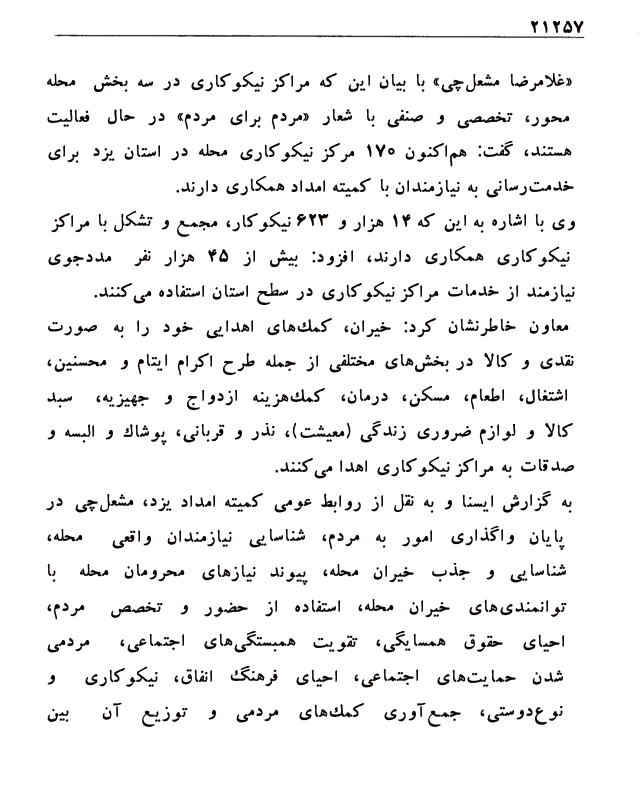 ۲۱۲۵۷
«غلامرضا مشعل‌چی» با بیان این که مراکز نیکوکاری در سه بخش محله
محور، تخصصی و صنفی با شعار «مردم برای مردم» در حال فعالیت
هستند، گفت: هم‌اکنون ۱۷۰ مرکز نیکوکاری محله در استان یزد برای
خدمت‌رسانی به نیازمندان با کمیته امداد همکاری دارند.
وی با اشاره به این که ۱۴ هزار و ۶۲۳ نیکوکار، مجمع و تشکل با مراکز
نیکوکاری همکاری دارند، افزود: بیش از ۴۵ هزار نفر مددجوی
نیازمند از خدمات مراکز نیکوکاری در سطح استان استفاده می‌کنند.
معاون خاطرنشان کرد: خیران، کمك‌های اهدایی خود را به صورت
نقدی و کالا در بخش‌های مختلفی از جمله طرح اکرام ایتام و محسنین،
اشتغال، اطعام، مسکن، درمان، کمك‌هزینه ازدواج و جهیزیه، سبد
کالا و لوازم ضروری زندگی (معیشت)، نذر و قربانی، پوشاك و البسه و
صدقات به مراکز نیکوکاری اهدا می‌کنند.
به گزارش ایسنا و به نقل از روابط عومی کمیته امداد یزد، مشعل‌چی در
پایان واگذاری امور به مردم، شناسایی نیازمندان واقعی محله،
شناسایی و جذب خیران محله، پیوند نیازهای محرومان محله با
توانمندی‌های خیران محله، استفاده از حضور و تخصص مردم،
احیای حقوق همسایگی، تقویت همبستگی‌های اجتماعی، مردمی
شدن حمایت‌های اجتماعی، احیای فرهنگ انفاق، نیکوکاری و
نوع‌دوستی، جمع‌آوری کمك‌های مردمی و توزیع آن بین